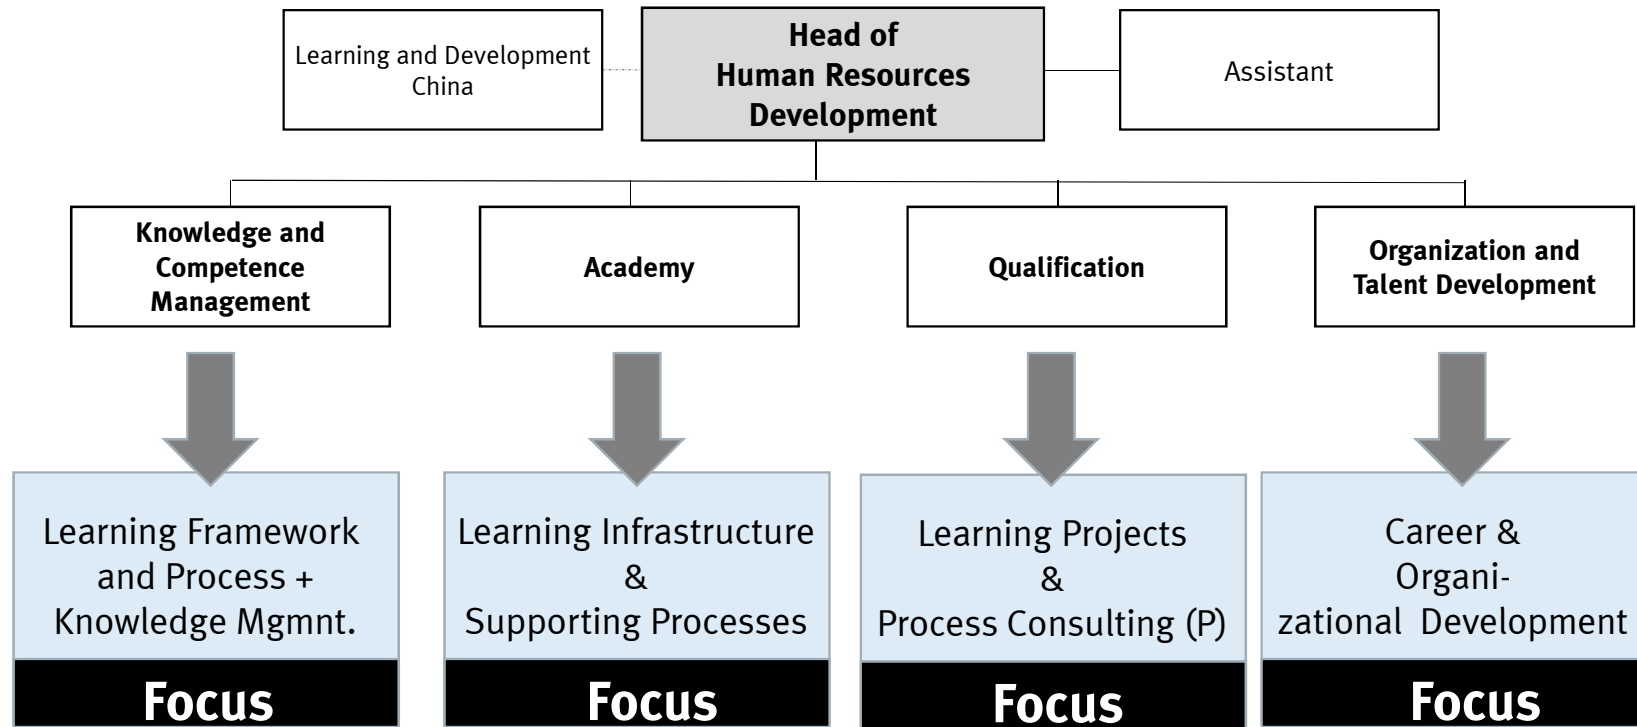 Learning and Development
China
Head of
Human Resources
Development
Assistant
Knowledge and
Competence
Management
Academy
Qualification
Organization and
Talent Development
Learning Framework
and Process +
Knowledge Mgmnt.
Focus
Learning Infrastructure
&
Supporting Processes
Focus
Learning Projects
&
Process Consulting (P)
Focus
Career &
Organi-
zational Development
Focus